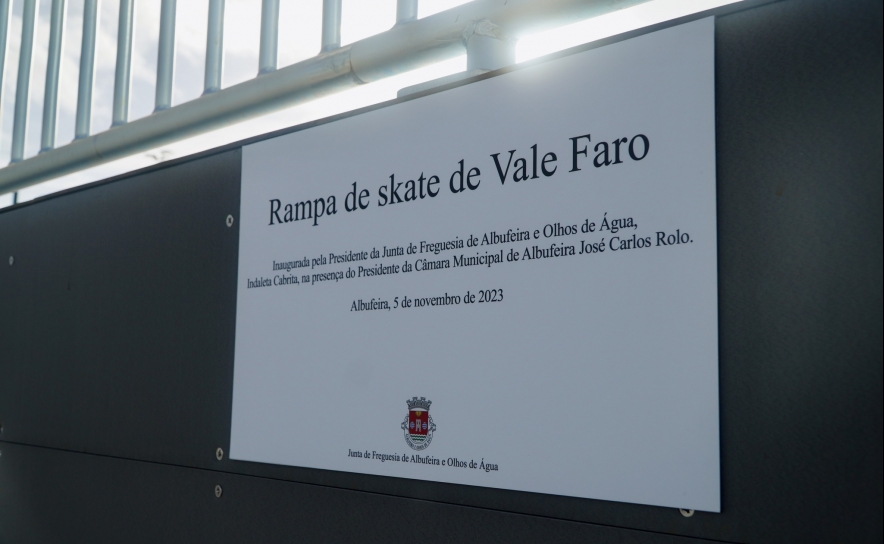 Rampa de skate de Vale Faro
Inaugurada pela Presidente da Junta de Freguesia de Albufeira e Olhos de Água,
Indaleta Cabrita, na presença do Presidente da Câmara Municipal de Albufeira José Carlos Rolo.
Albufeira, 5 de novembro de 2023
Junta de Freguesia de Albufeira e Olhos de Água